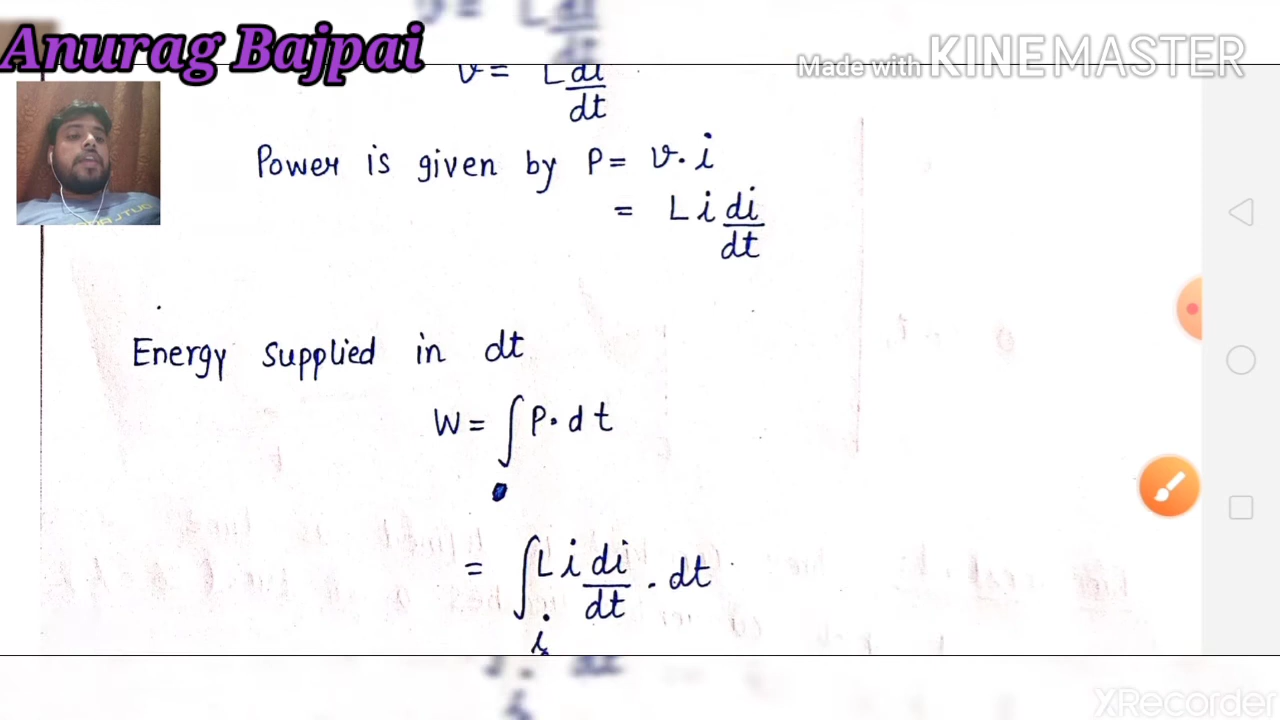 Anurag Bajpai
Made with KINEMASTER
v = L di/dt
Power is given by P = v·i
= L i di/dt
Energy supplied in dt
W = ∫ P·dt
= ∫ L i di/dt · dt
i
XRecorder